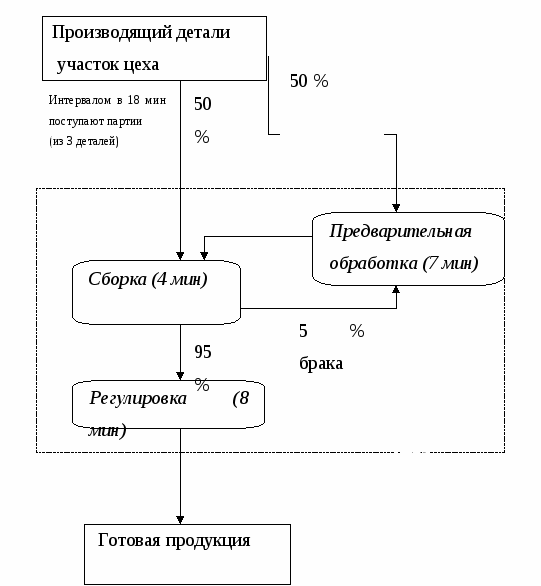 Производящий детали
участок цеха
50 %
Интервалом в 18 мин
поступают партии
(из 3 деталей)
50
%
Предварительная
обработка (7 мин)
Сборка (4 мин)
5 %
брака
95
%
Регулировка (8
мин)
Готовая продукция